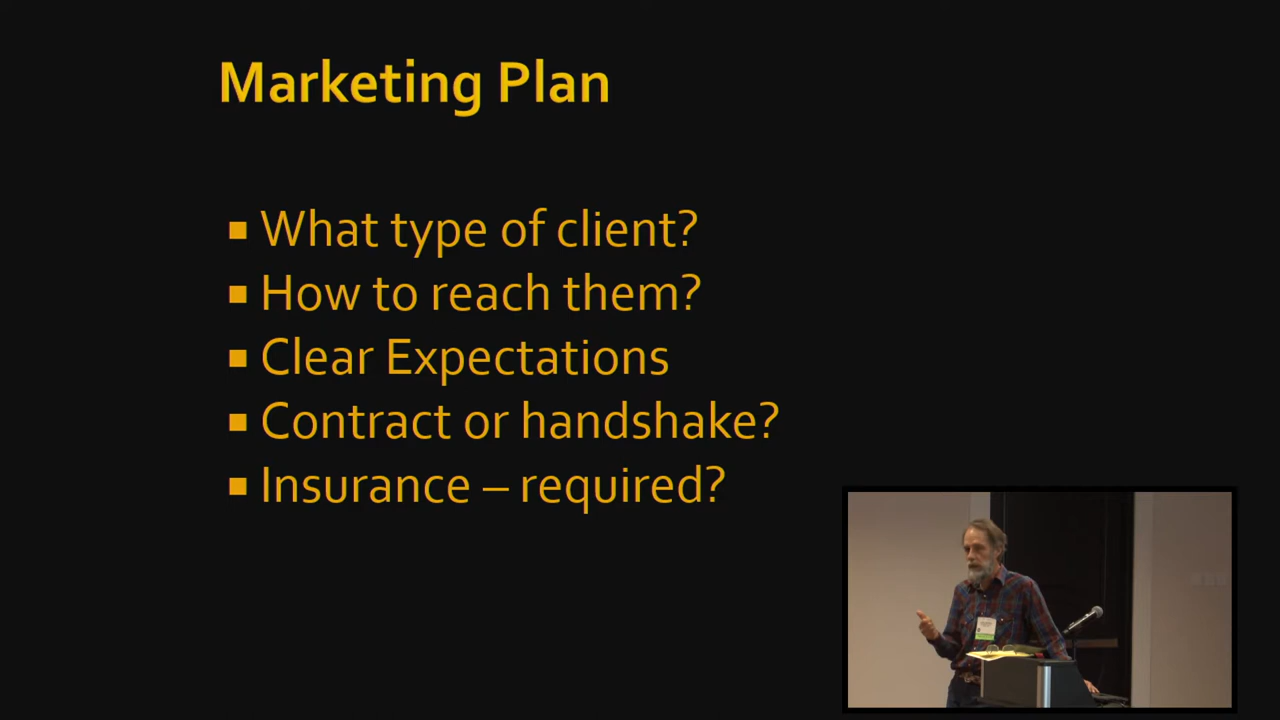 Marketing Plan
What type of client?
How to reach them?
Clear Expectations
Contract or handshake?
Insurance – required?